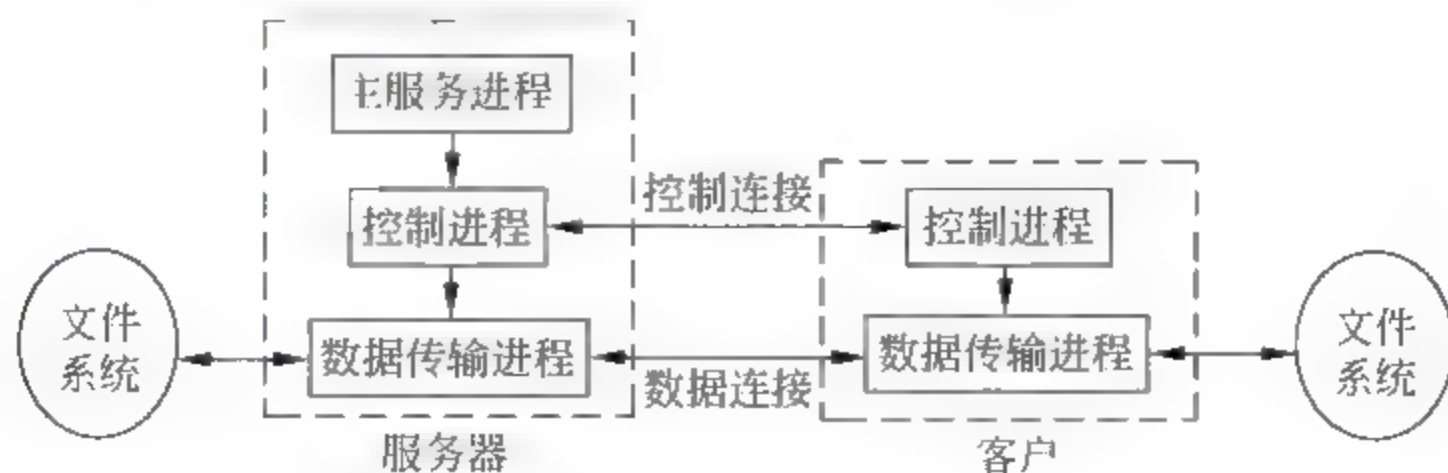 主服务进程
控制连接
控制进程
控制进程
文件
系统
数据传输进程
数据传输进程
文件
系统
数据连接
服务器
客户